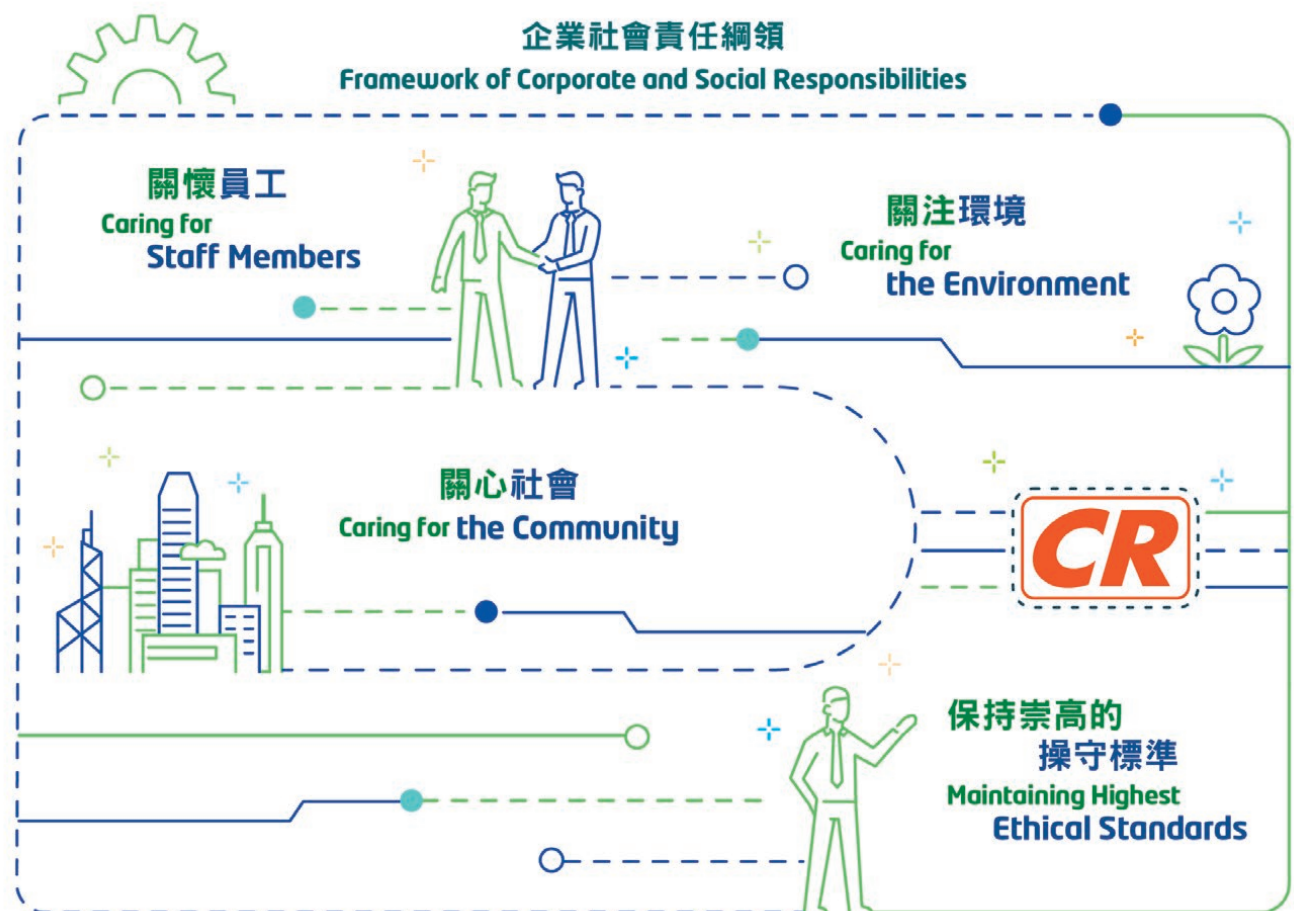 企業社會責任綱領
Framework of Corporate and Social Responsibilities
關懷員工
Caring for
Staff Members
關注環境
Caring for
the Environment
關心社會
Caring for the Community
CR
保持崇高的
操守標準
Maintaining Highest
Ethical Standards